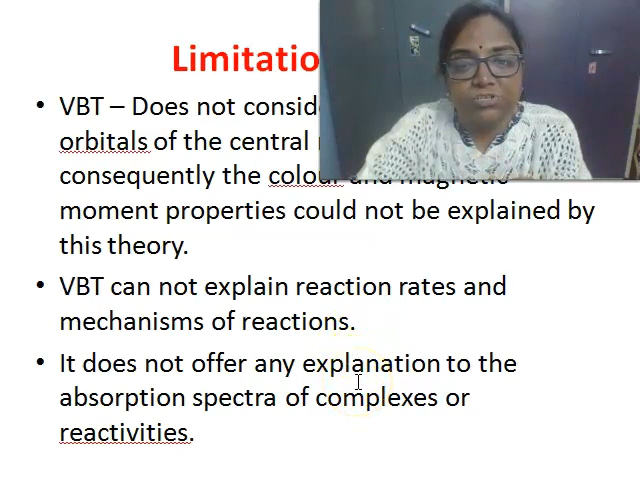 Limitatio
• VBT – Does not consid
orbitals of the central
consequently the colour and magnetic
moment properties could not be explained by
this theory.
• VBT can not explain reaction rates and
mechanisms of reactions.
• It does not offer any explanation to the
absorption spectra of complexes or
reactivities.